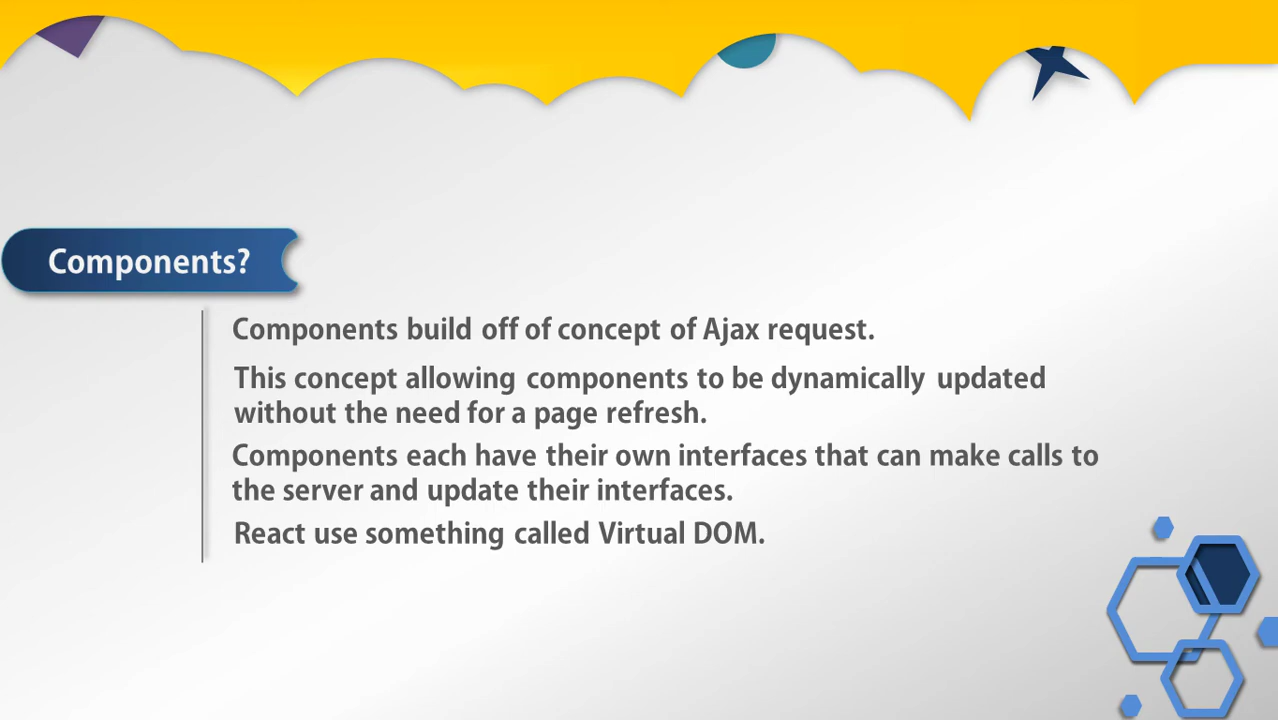 Components?
Components build off of concept of Ajax request.
This concept allowing components to be dynamically updated
without the need for a page refresh.
Components each have their own interfaces that can make calls to
the server and update their interfaces.
React use something called Virtual DOM.